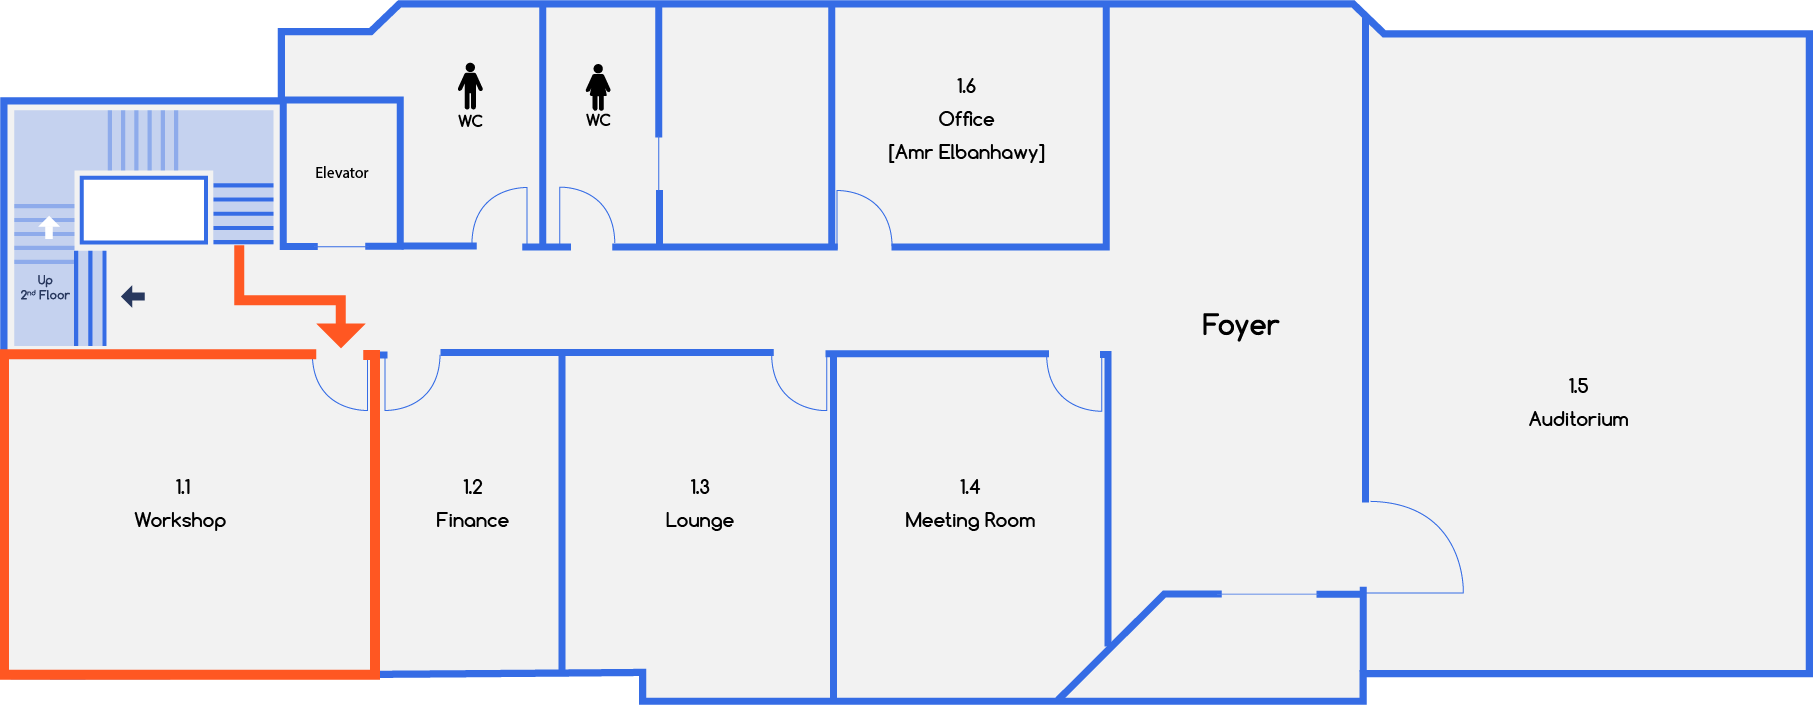 WC
WC
1.6
Office
[Amr Elbanhawy]
Elevator
Up
2nd Floor
Foyer
1.5
Auditorium
1.1
Workshop
1.2
Finance
1.3
Lounge
1.4
Meeting Room